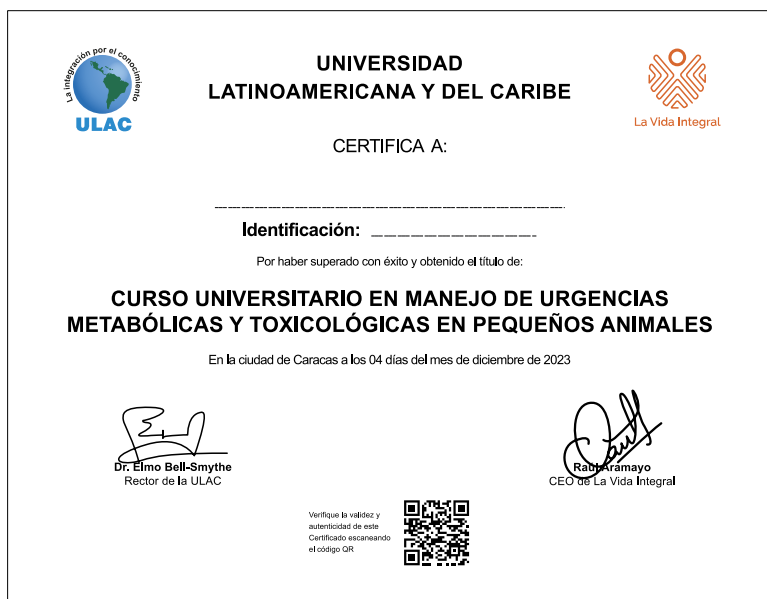 La integración por el conocimiento
ULAC
UNIVERSIDAD
LATINOAMERICANA Y DEL CARIBE
La Vida Integral
CERTIFICA A:
Identificación:
Por haber superado con éxito y obtenido el título de:
CURSO UNIVERSITARIO EN MANEJO DE URGENCIAS
METABÓLICAS Y TOXICOLÓGICAS EN PEQUEÑOS ANIMALES
En la ciudad de Caracas a los 04 días del mes de diciembre de 2023
Dr. Elmo Bell-Smythe
Rector de la ULAC
Raúl Aramayo
CEO de La Vida Integral
Verifique la validez y
autenticidad de este
Certificado escaneando
el código QR